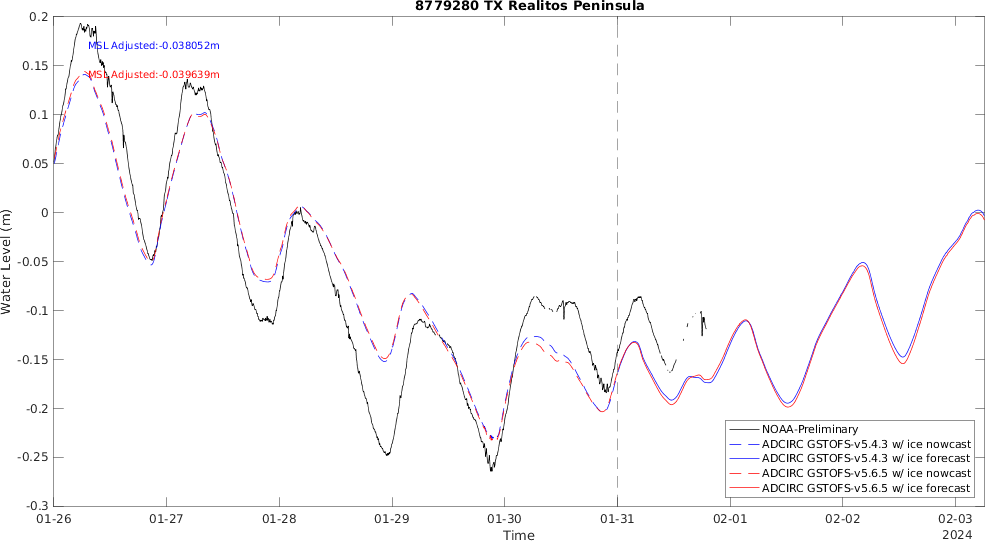 8779280 TX Realitos Peninsula
0.2
0.15
0.1
0.05
0
-0.05
-0.1
-0.15
-0.2
-0.25
-0.3
Water Level (m)
MSL Adjusted:-0.038052m
MSL Adjusted:-0.039639m
NOAA-Preliminary
ADCIRC GSTOFS-v5.4.3 w/ ice nowcast
ADCIRC GSTOFS-v5.4.3 w/ ice forecast
ADCIRC GSTOFS-v5.6.5 w/ ice nowcast
ADCIRC GSTOFS-v5.6.5 w/ ice forecast
01-26 01-27 01-28 01-29 01-30 01-31 02-01 02-02 02-03
Time
2024